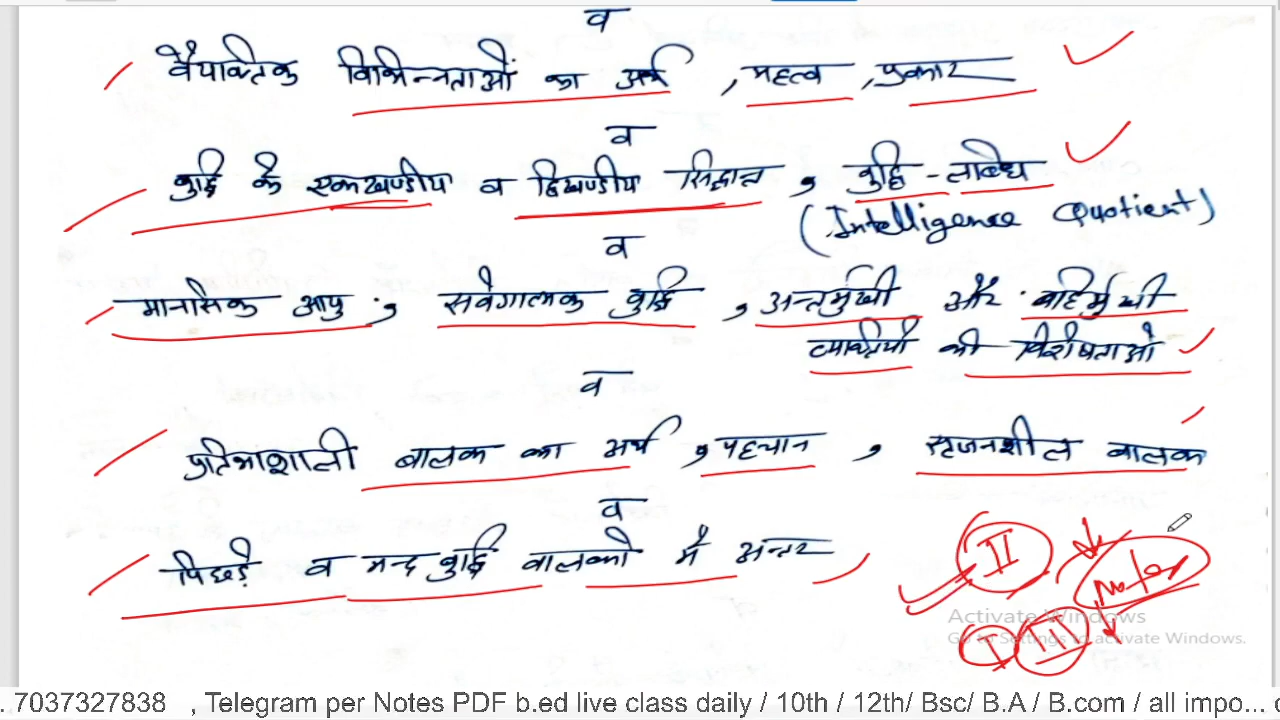 व
वैयक्तिक विभिन्नताओं का अर्थ , महत्व , प्रकार
व
बुद्धि के एकखण्डीय व द्विखण्डीय सिद्धान्त , बुद्धि - लब्धि
(Intelligence Quotient)
व
मानसिक आयु , संवेगात्मक बुद्धि , अन्तर्मुखी और बहिर्मुखी
व्यक्तियों की विशेषताओं
व
प्रतिभाशाली बालक का अर्थ , पहचान , सृजनशील बालक
व
पिछड़े व मन्द बुद्धि बालकों में अन्तर
II Notes
I III
Activate Windows
Go to Settings to activate Windows.
. 7037327838 , Telegram per Notes PDF b.ed live class daily / 10th / 12th/ Bsc/ B.A / B.com / all impo...